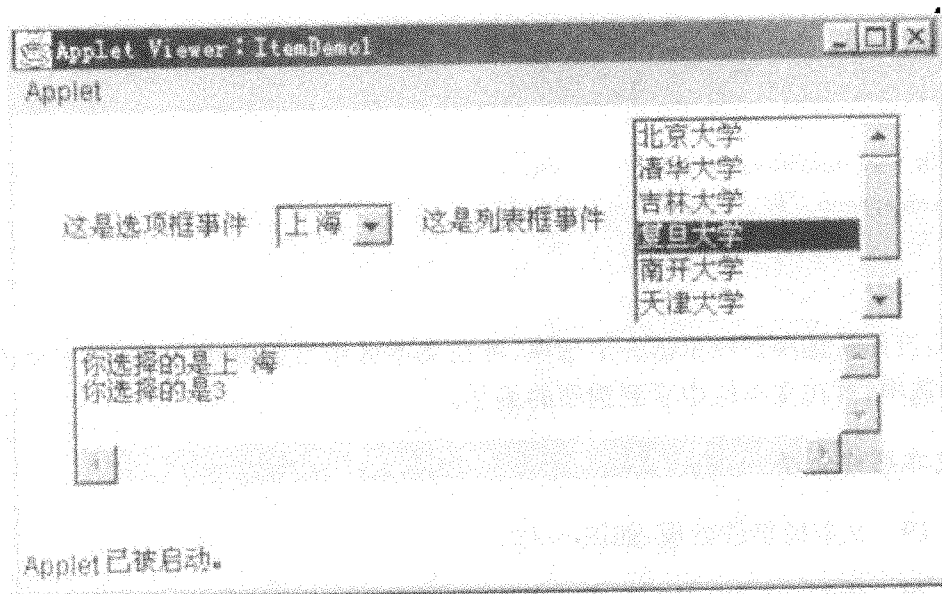 Applet Viewer：ItemDemo1
Applet
这是选项框事件
上 海
这是列表框事件
北京大学
清华大学
吉林大学
复旦大学
南开大学
天津大学
你选择的是上 海
你选择的是3
Applet已被启动。